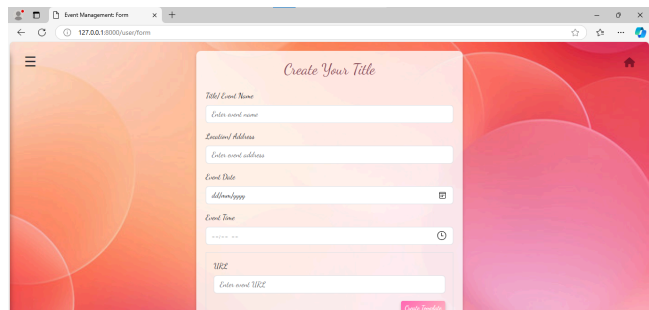 Event Management: Form
127.0.0.1:8000/user/form
Create Your Title
Title/ Event Name
Enter event name
Location/ Address
Enter event address
Event Date
dd/mm/yyyy
Event Time
--:-- --
URL
Enter event URL
Create Template